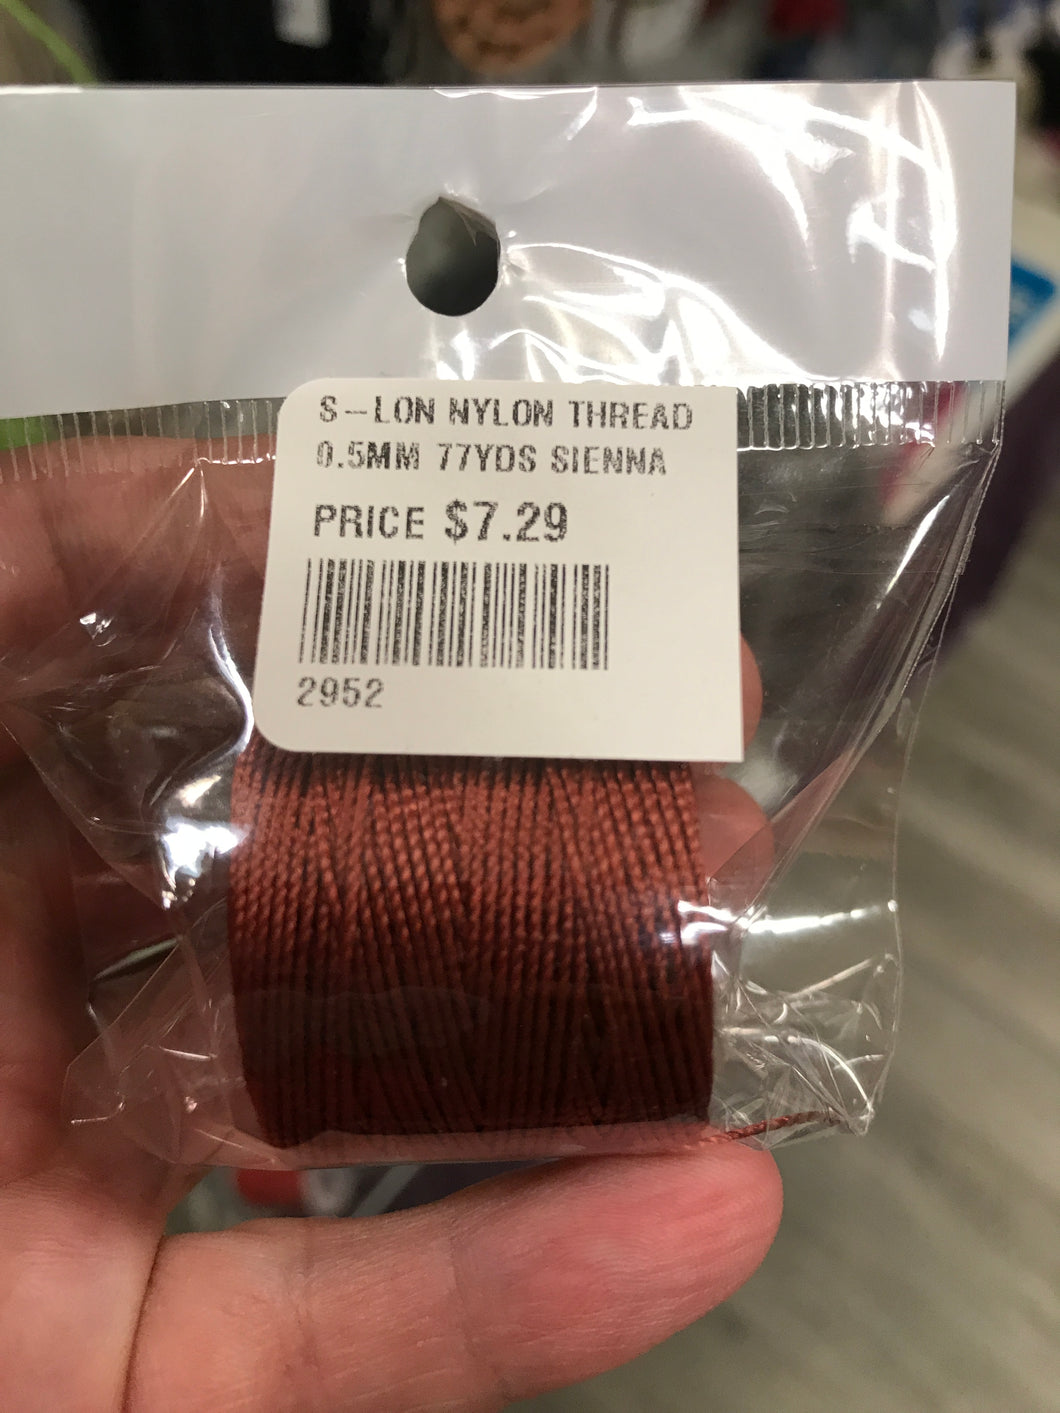 S-LON NYLON THREAD
0.5MM 77YDS SIENNA
PRICE $7.29
2952